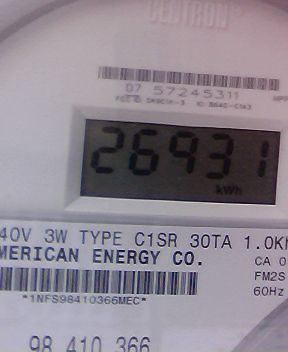 CENTRON
07 57245311
26931
kWh
40V 3W TYPE C1SR 30TA 1.0K
MERICAN ENERGY CO.
CA 0
FM2S
60Hz
*1NFS98410366MEC*
98 410 366